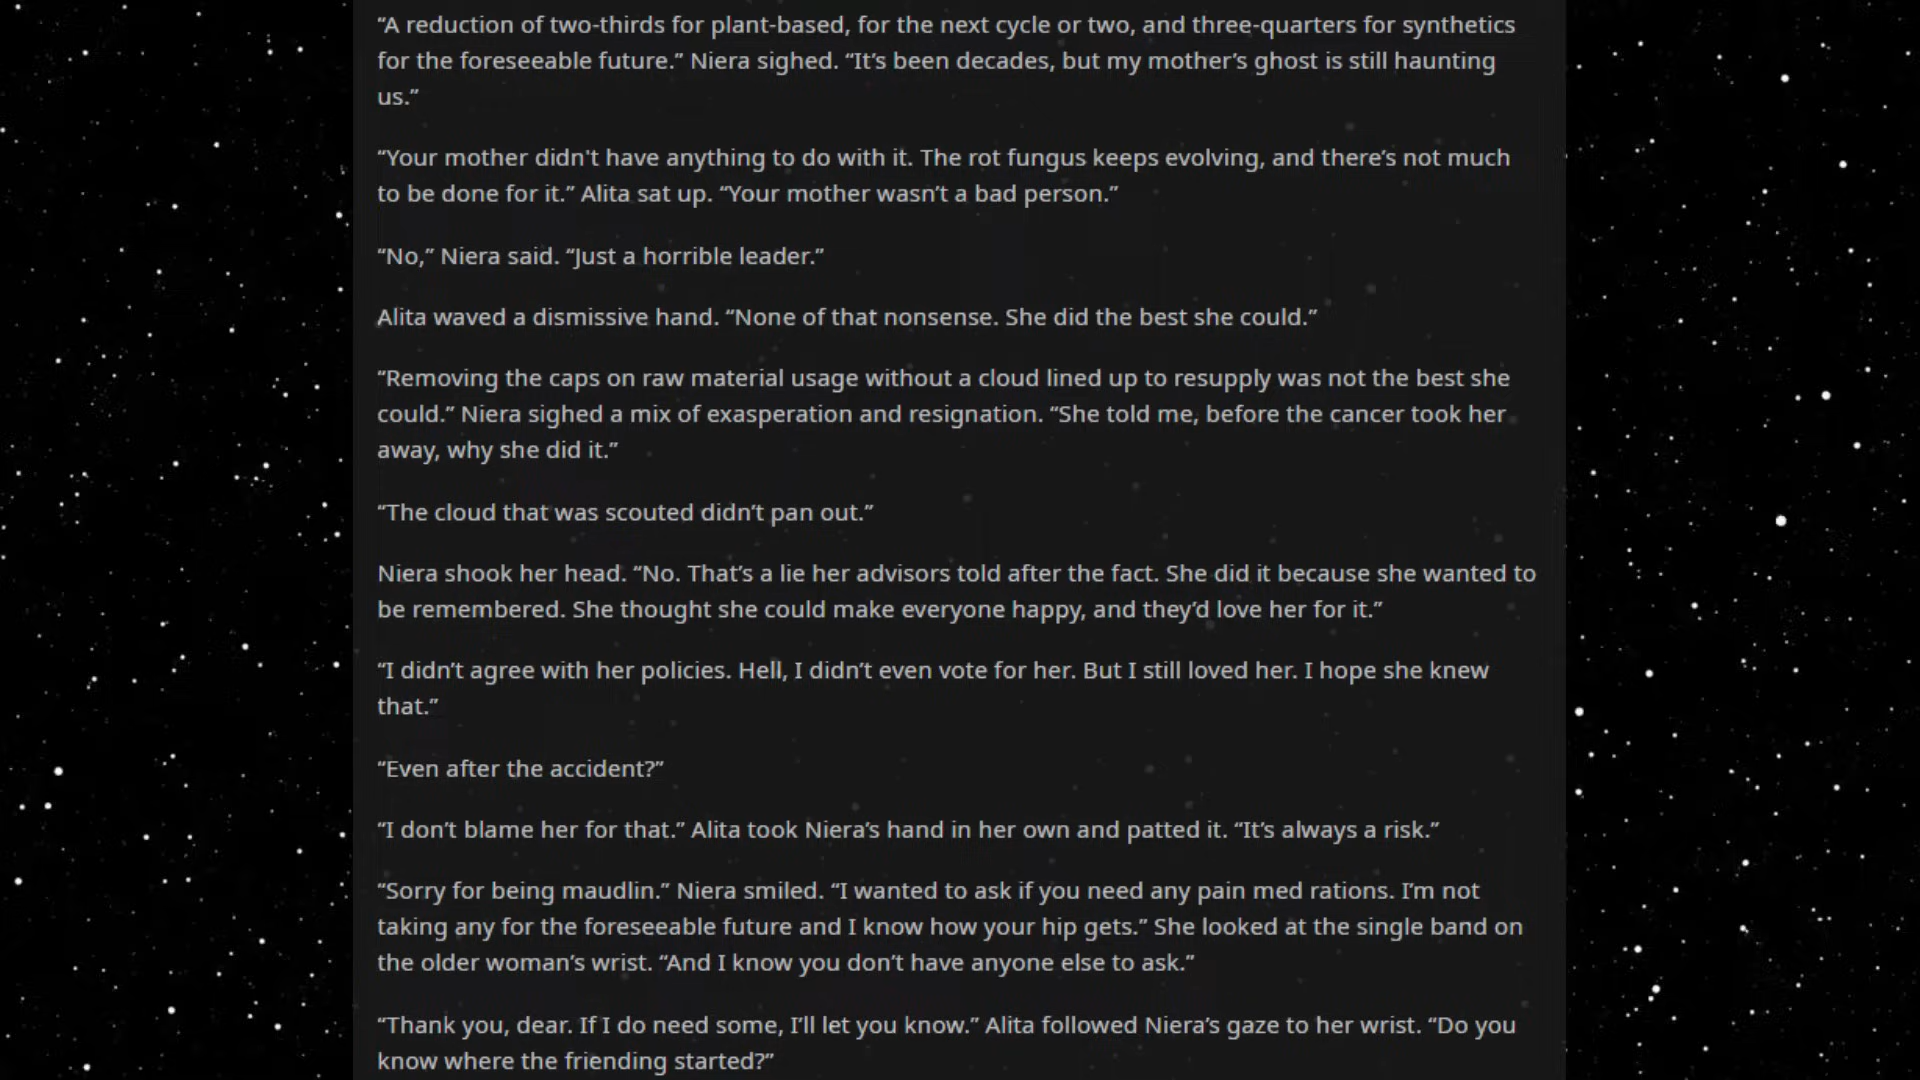 “A reduction of two-thirds for plant-based, for the next cycle or two, and three-quarters for synthetics
for the foreseeable future.” Niera sighed. “It’s been decades, but my mother’s ghost is still haunting
us.”
“Your mother didn't have anything to do with it. The rot fungus keeps evolving, and there’s not much
to be done for it.” Alita sat up. “Your mother wasn’t a bad person.”
“No,” Niera said. “Just a horrible leader.”
Alita waved a dismissive hand. “None of that nonsense. She did the best she could.”
“Removing the caps on raw material usage without a cloud lined up to resupply was not the best she
could.” Niera sighed a mix of exasperation and resignation. “She told me, before the cancer took her
away, why she did it.”
“The cloud that was scouted didn’t pan out.”
Niera shook her head. “No. That’s a lie her advisors told after the fact. She did it because she wanted to
be remembered. She thought she could make everyone happy, and they’d love her for it.”
“I didn’t agree with her policies. Hell, I didn’t even vote for her. But I still loved her. I hope she knew
that.”
“Even after the accident?”
“I don’t blame her for that.” Alita took Niera’s hand in her own and patted it. “It’s always a risk.”
“Sorry for being maudlin.” Niera smiled. “I wanted to ask if you need any pain med rations. I’m not
taking any for the foreseeable future and I know how your hip gets.” She looked at the single band on
the older woman’s wrist. “And I know you don’t have anyone else to ask.”
“Thank you, dear. If I do need some, I’ll let you know.” Alita followed Niera’s gaze to her wrist. “Do you
know where the friending started?”